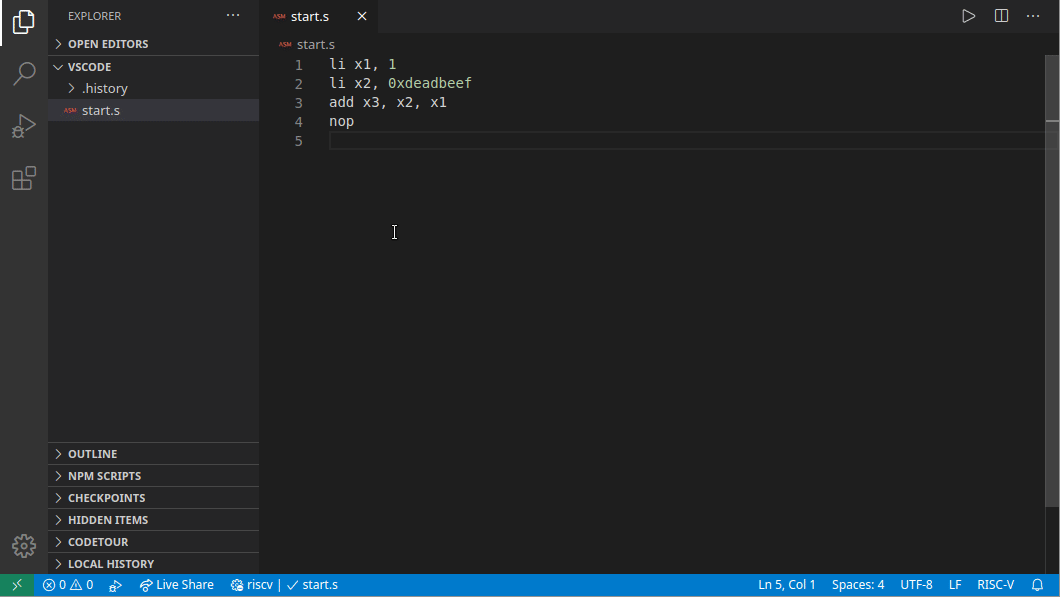 EXPLORER ···
OPEN EDITORS
VSCODE
.history
ASM start.s
OUTLINE
NPM SCRIPTS
CHECKPOINTS
HIDDEN ITEMS
CODETOUR
LOCAL HISTORY
ASM start.s
ASM start.s
1 li x1, 1
2 li x2, 0xdeadbeef
3 add x3, x2, x1
4 nop
5
0 0 Live Share riscv | ✓ start.s Ln 5, Col 1 Spaces: 4 UTF-8 LF RISC-V